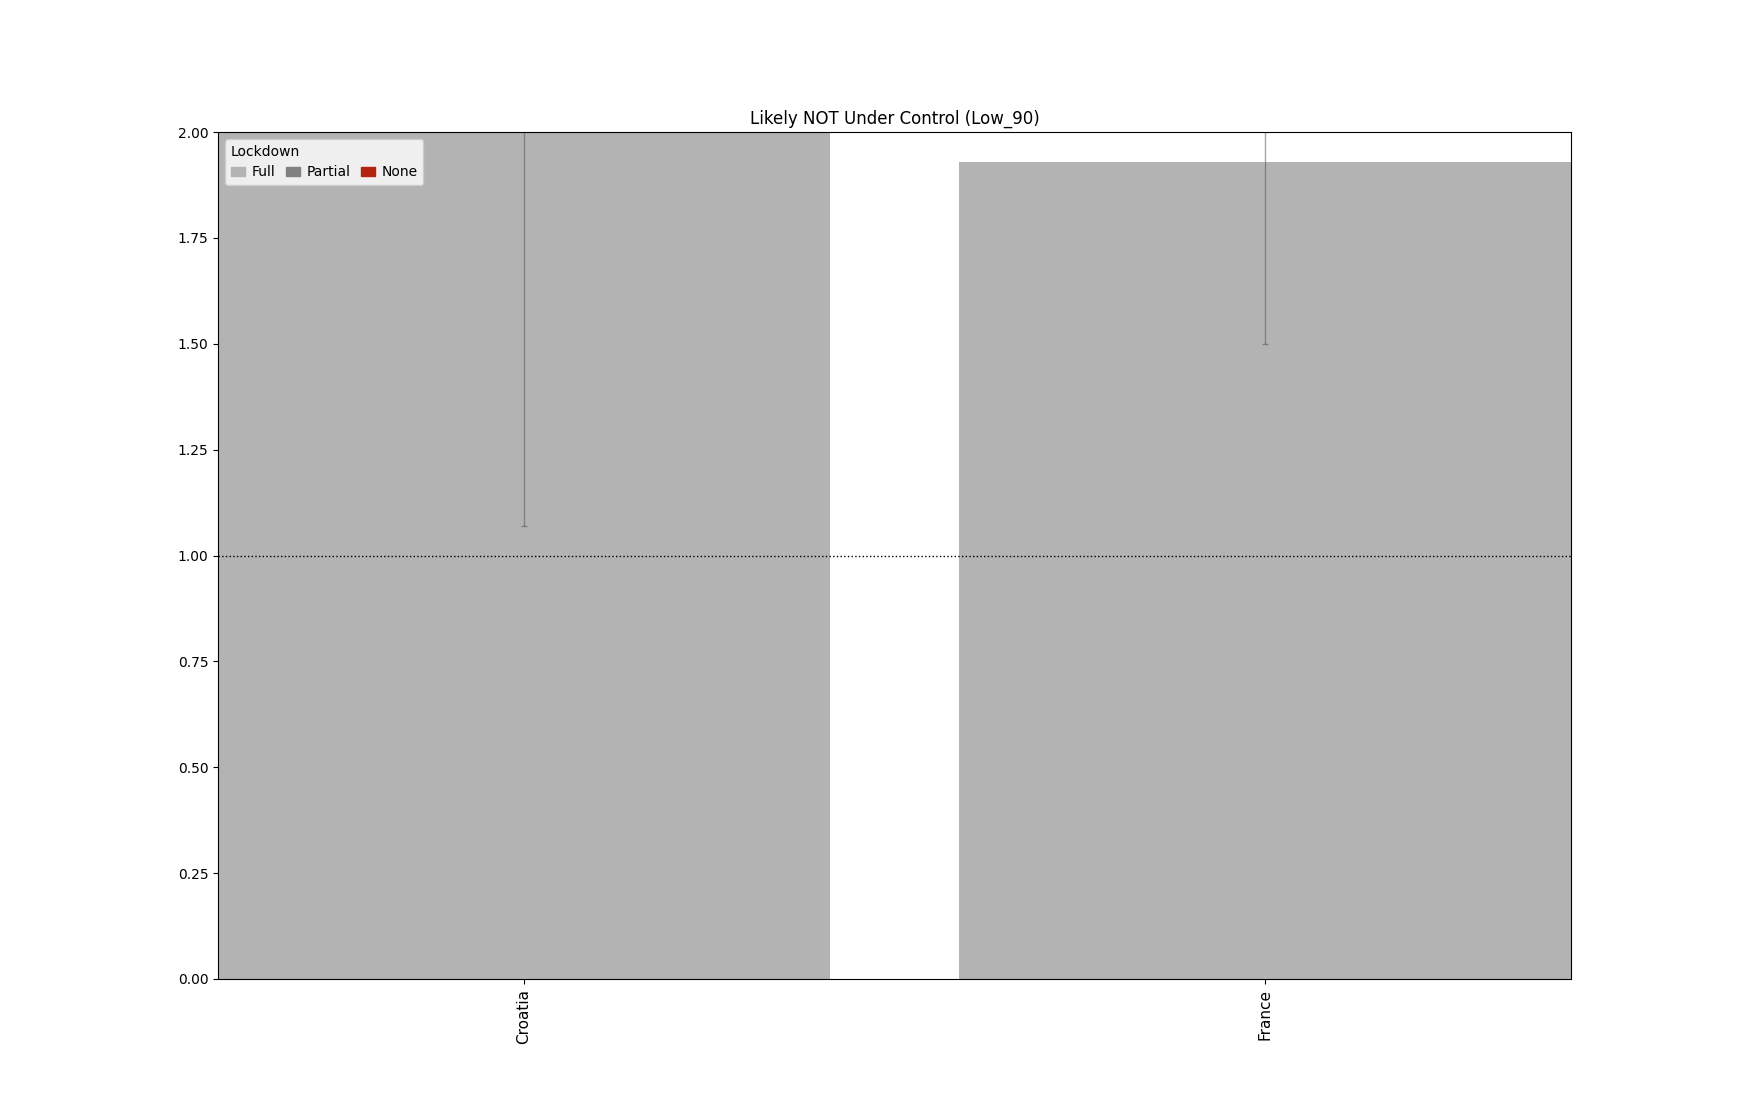 Likely NOT Under Control (Low_90)
Lockdown
Full Partial None
2.00
1.75
1.50
1.25
1.00
0.75
0.50
0.25
0.00
Croatia
France